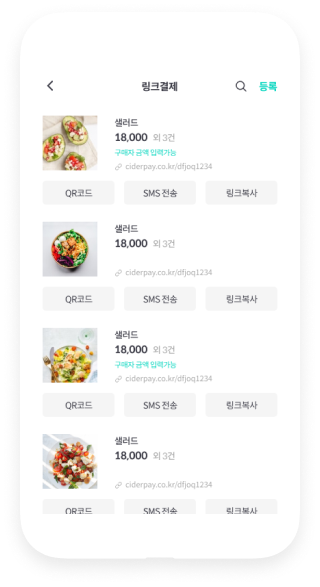 링크결제
등록
샐러드
18,000 외 3건
구매자 금액 입력가능
ciderpay.co.kr/dfjoq1234
QR코드 SMS 전송 링크복사
샐러드
18,000 외 3건
ciderpay.co.kr/dfjoq1234
QR코드 SMS 전송 링크복사
샐러드
18,000 외 3건
구매자 금액 입력가능
ciderpay.co.kr/dfjoq1234
QR코드 SMS 전송 링크복사
샐러드
18,000 외 3건
ciderpay.co.kr/dfjoq1234
QR코드 SMS 전송 링크복사